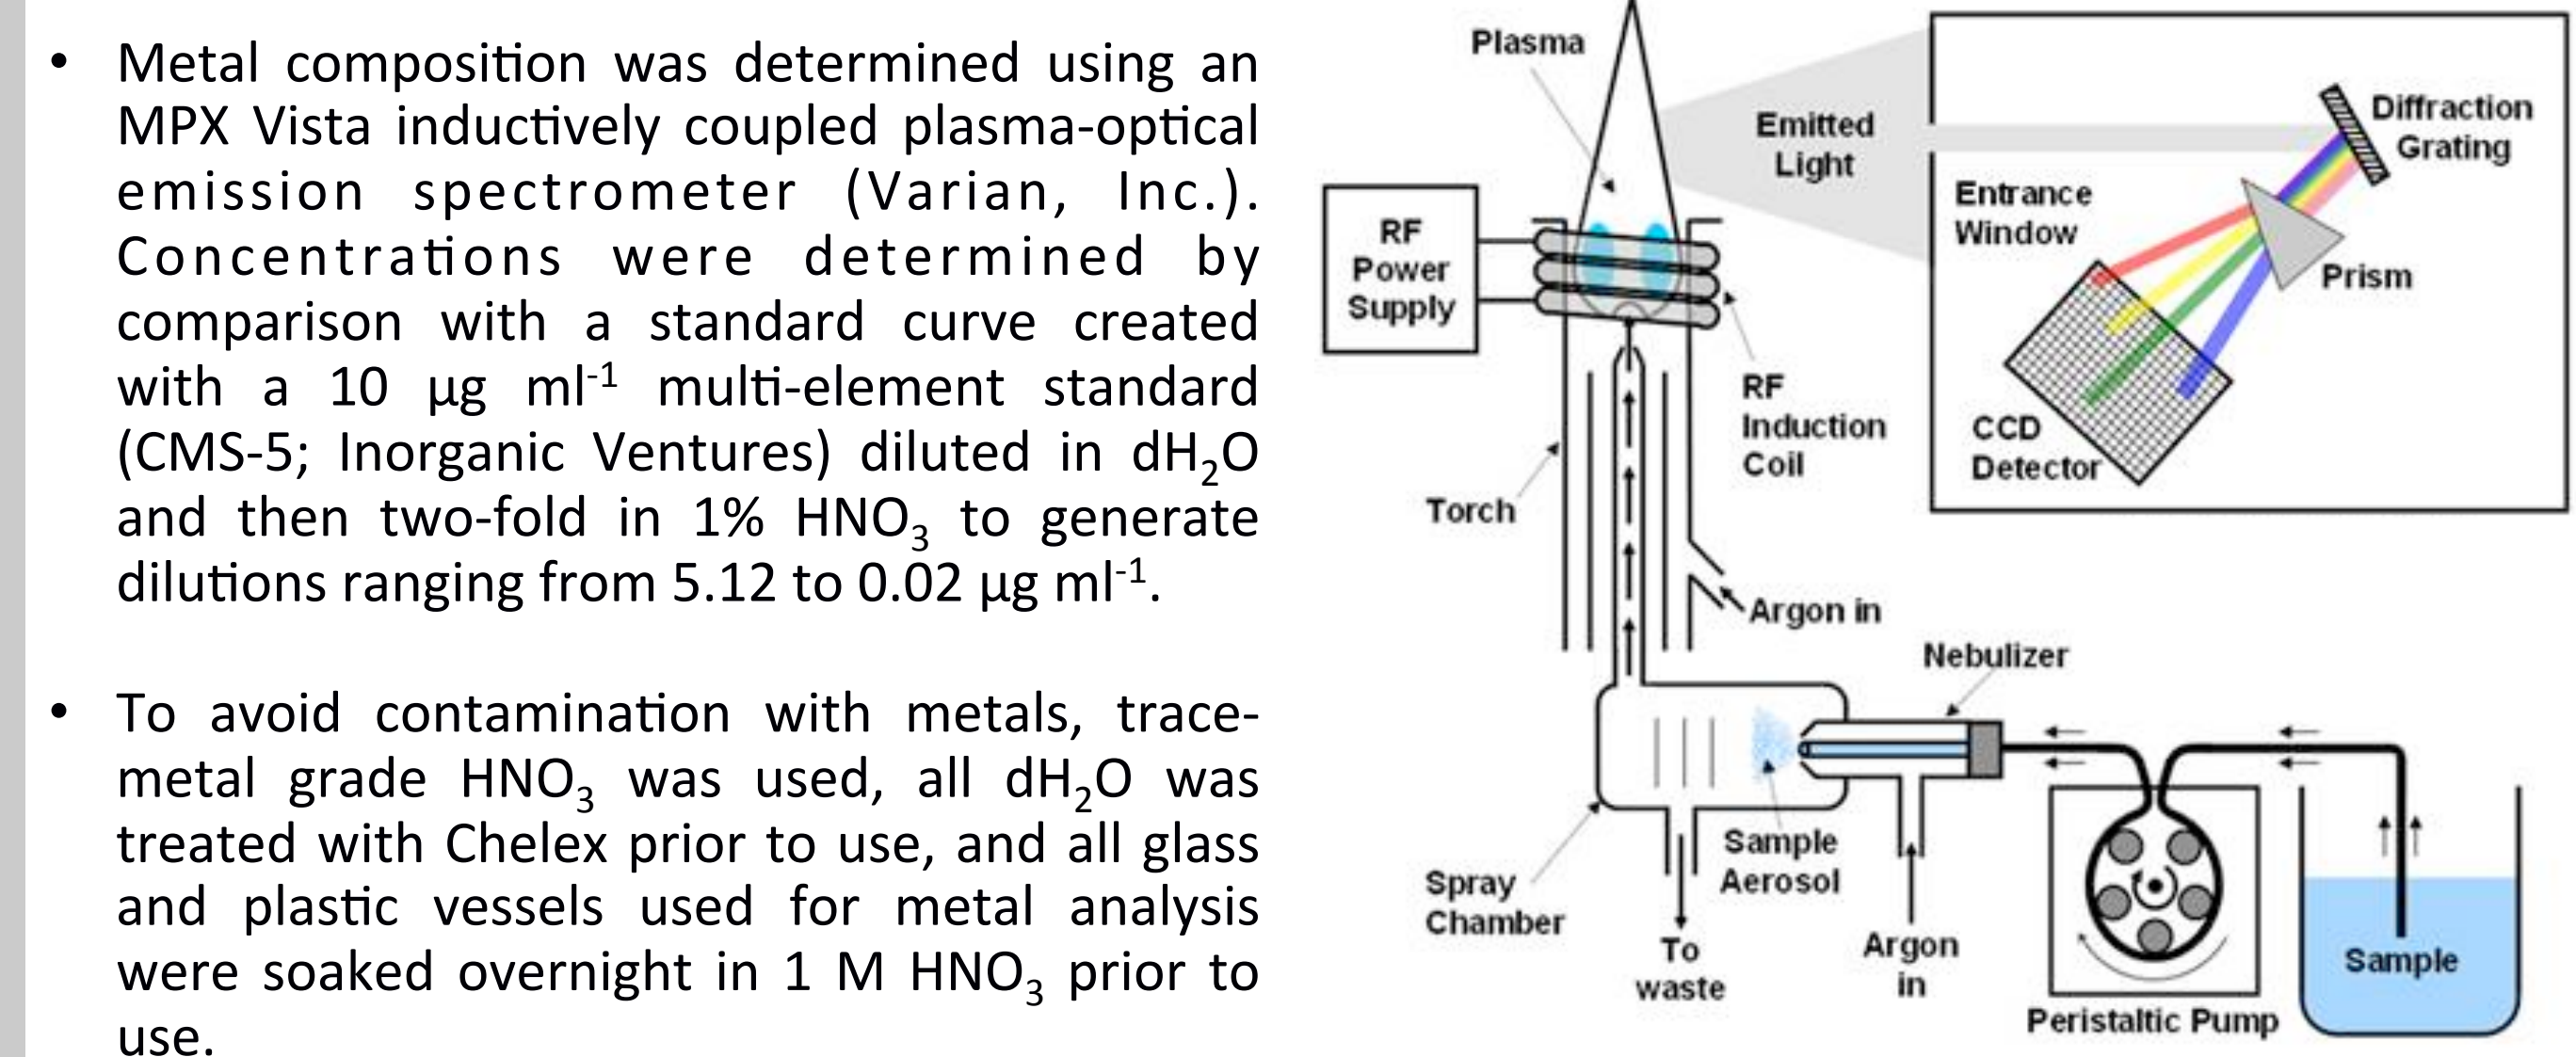 • Metal composition was determined using an
MPX Vista inductively coupled plasma-optical
emission spectrometer (Varian, Inc.).
Concentrations were determined by
comparison with a standard curve created
with a 10 µg ml⁻¹ multi-element standard
(CMS-5; Inorganic Ventures) diluted in dH₂O
and then two-fold in 1% HNO₃ to generate
dilutions ranging from 5.12 to 0.02 µg ml⁻¹.
• To avoid contamination with metals, trace-
metal grade HNO₃ was used, all dH₂O was
treated with Chelex prior to use, and all glass
and plastic vessels used for metal analysis
were soaked overnight in 1 M HNO₃ prior to
use.
Plasma
Emitted
Light
Diffraction
Grating
Entrance
Window
Prism
CCD
Detector
RF
Power
Supply
RF
Induction
Coil
Torch
Argon in
Nebulizer
Spray
Chamber
Sample
Aerosol
To
waste
Argon
in
Peristaltic Pump
Sample